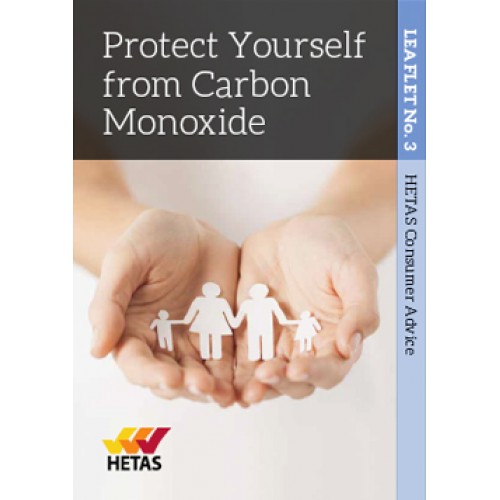 Protect Yourself
from Carbon
Monoxide
LEAFLET No. 3
HETAS Consumer Advice
HETAS